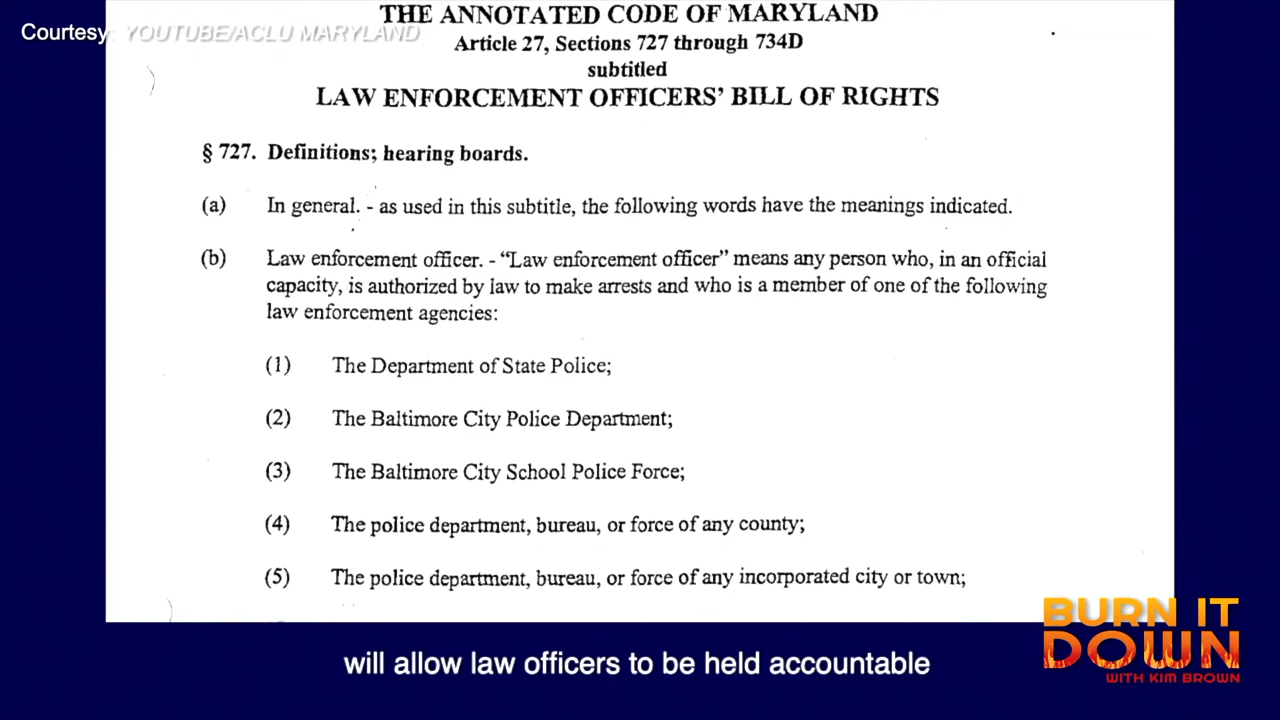 THE ANNOTATED CODE OF MARYLAND
Courtesy: YOUTUBE/ACLU MARYLAND
Article 27, Sections 727 through 734D
subtitled
LAW ENFORCEMENT OFFICERS' BILL OF RIGHTS
§ 727. Definitions; hearing boards.
(a) In general. - as used in this subtitle, the following words have the meanings indicated.
(b) Law enforcement officer. - “Law enforcement officer” means any person who, in an official
capacity, is authorized by law to make arrests and who is a member of one of the following
law enforcement agencies:
(1) The Department of State Police;
(2) The Baltimore City Police Department;
(3) The Baltimore City School Police Force;
(4) The police department, bureau, or force of any county;
(5) The police department, bureau, or force of any incorporated city or town;
BURN IT
DOWN
WITH KIM BROWN
will allow law officers to be held accountable